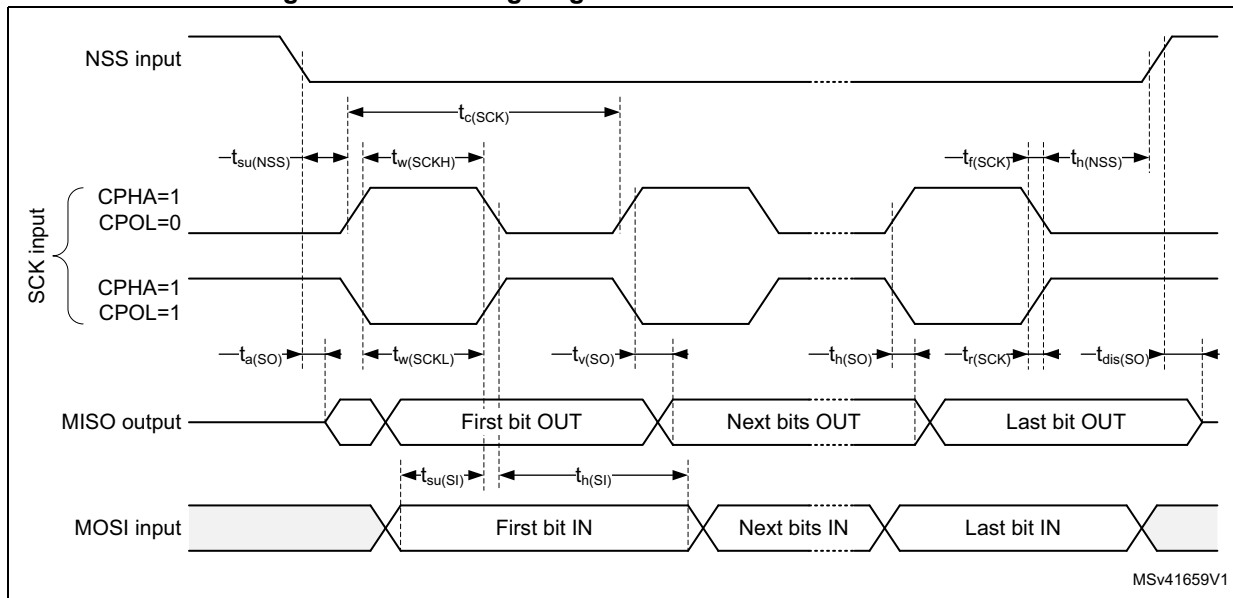 NSS input
tc(SCK)
tsu(NSS)
tw(SCKH)
tf(SCK)
th(NSS)
SCK input
CPHA=1
CPOL=0
CPHA=1
CPOL=1
ta(SO)
tw(SCKL)
tv(SO)
th(SO)
tr(SCK)
tdis(SO)
MISO output
First bit OUT
Next bits OUT
Last bit OUT
tsu(SI)
th(SI)
MOSI input
First bit IN
Next bits IN
Last bit IN
MSv41659V1